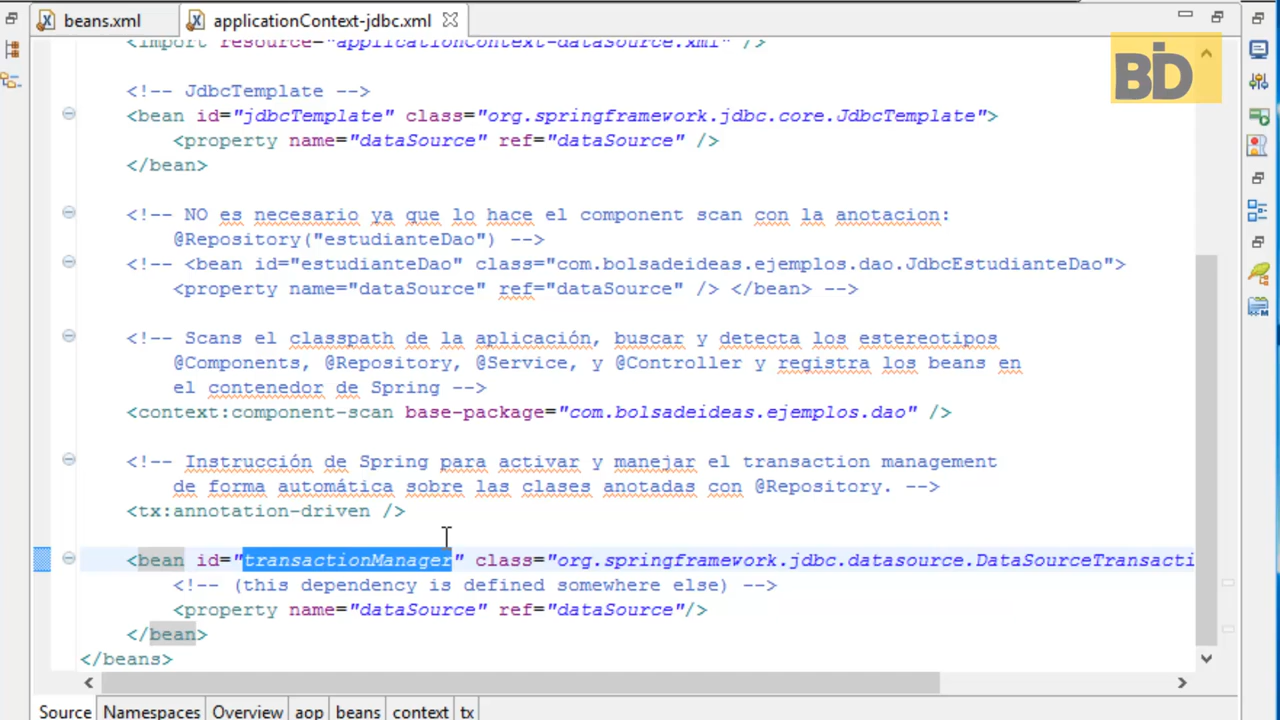 beans.xml
applicationContext-jdbc.xml
BiD
<import resource="applicationContext-dataSource.xml" />
<!-- JdbcTemplate -->
<bean id="jdbcTemplate" class="org.springframework.jdbc.core.JdbcTemplate">
<property name="dataSource" ref="dataSource" />
</bean>
<!-- NO es necesario ya que lo hace el component scan con la anotacion:
@Repository("estudianteDao") -->
<!-- <bean id="estudianteDao" class="com.bolsadeideas.ejemplos.dao.JdbcEstudianteDao">
<property name="dataSource" ref="dataSource" /> </bean> -->
<!-- Scans el classpath de la aplicación, buscar y detecta los estereotipos
@Components, @Repository, @Service, y @Controller y registra los beans en
el contenedor de Spring -->
<context:component-scan base-package="com.bolsadeideas.ejemplos.dao" />
<!-- Instrucción de Spring para activar y manejar el transaction management
de forma automática sobre las clases anotadas con @Repository. -->
<tx:annotation-driven />
<bean id="transactionManager" class="org.springframework.jdbc.datasource.DataSourceTransacti
<!-- (this dependency is defined somewhere else) -->
<property name="dataSource" ref="dataSource"/>
</bean>
</beans>
Source Namespaces Overview aop beans context tx